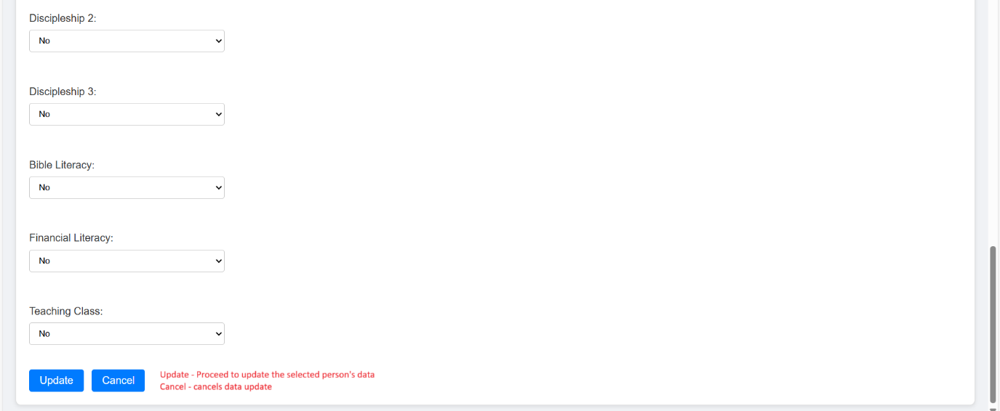 Discipleship 2:
No
Discipleship 3:
No
Bible Literacy:
No
Financial Literacy:
No
Teaching Class:
No
Update Cancel
Update - Proceed to update the selected person's data
Cancel - cancels data update